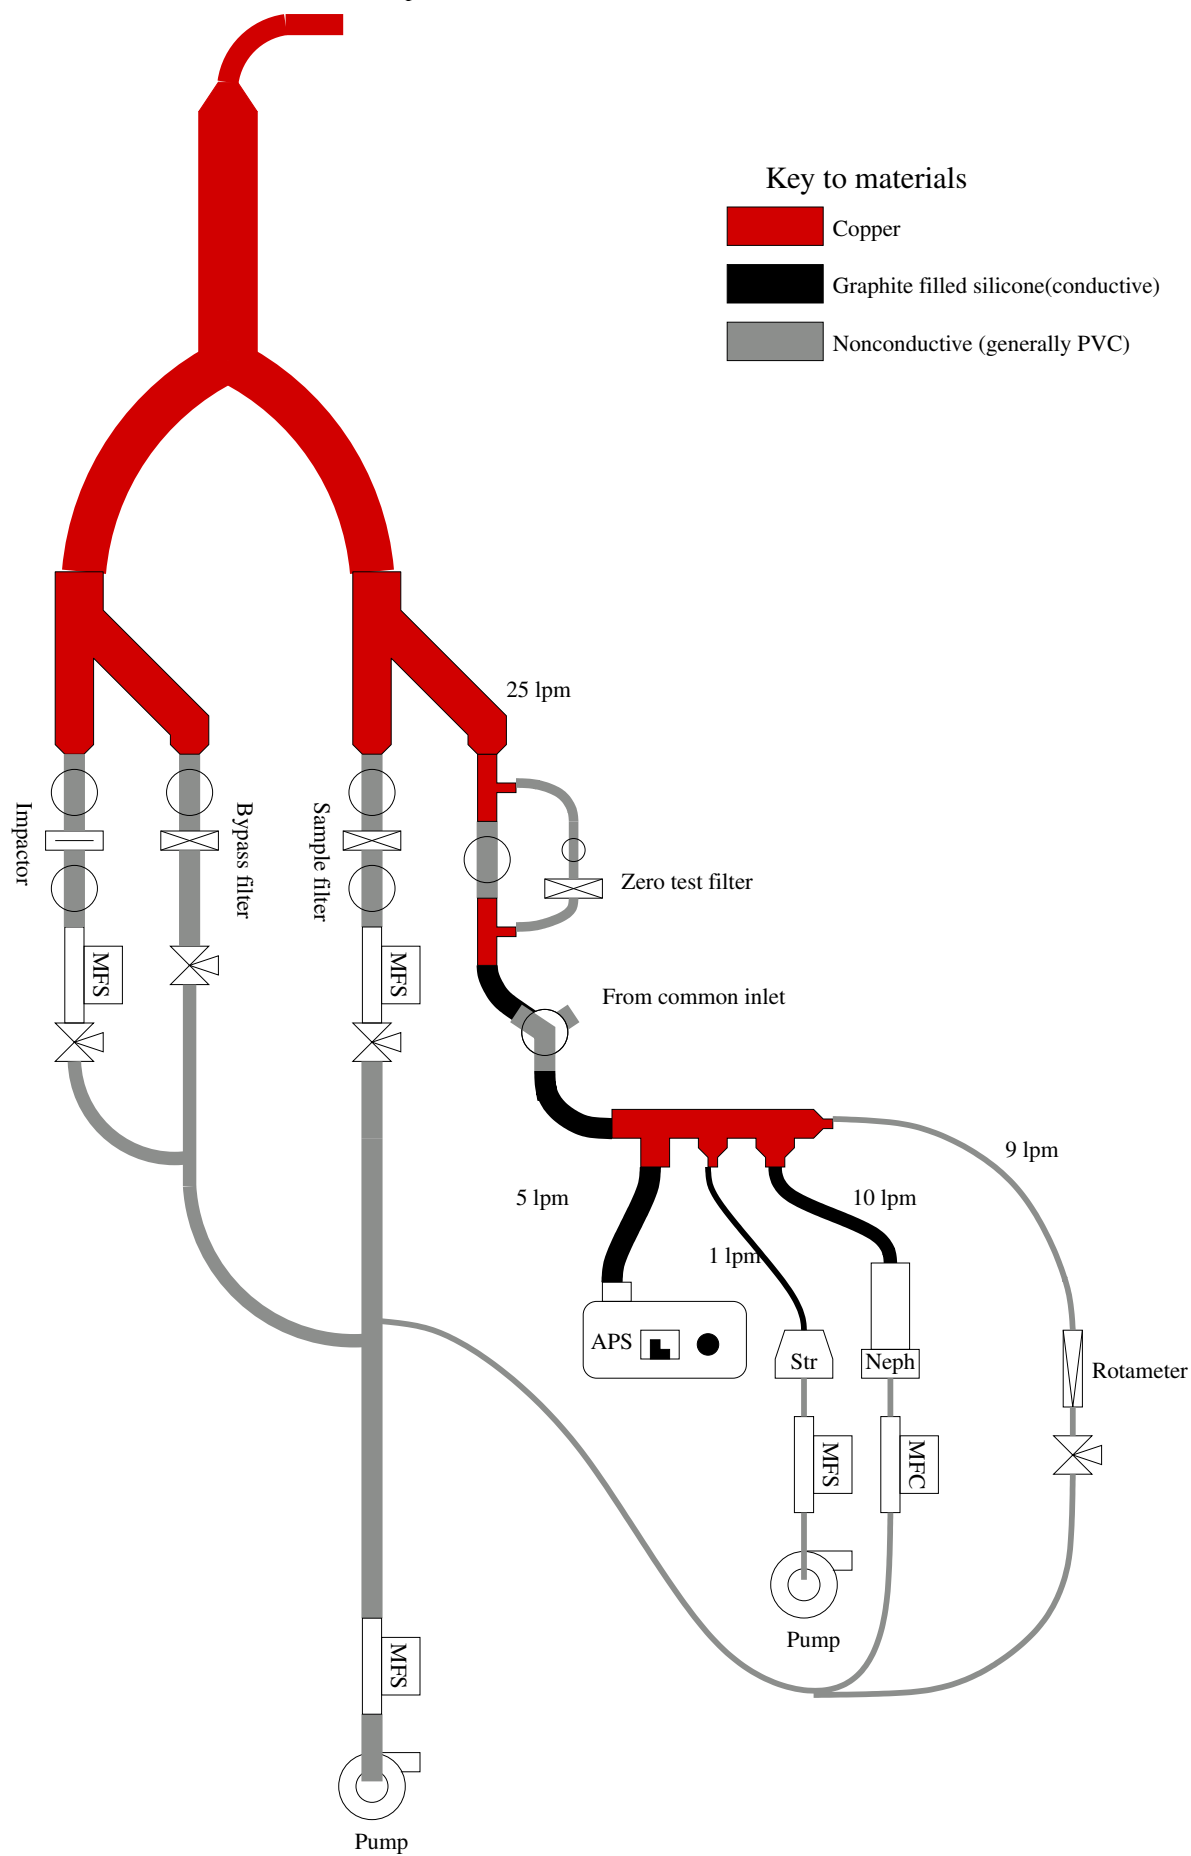 Key to materials
Copper
Graphite filled silicone(conductive)
Nonconductive (generally PVC)
25 lpm
Impactor
Bypass filter
Sample filter
Zero test filter
MFS
MFS
From common inlet
9 lpm
5 lpm
10 lpm
1 lpm
APS
Str
Neph
Rotameter
MFS
MFC
Pump
MFS
Pump